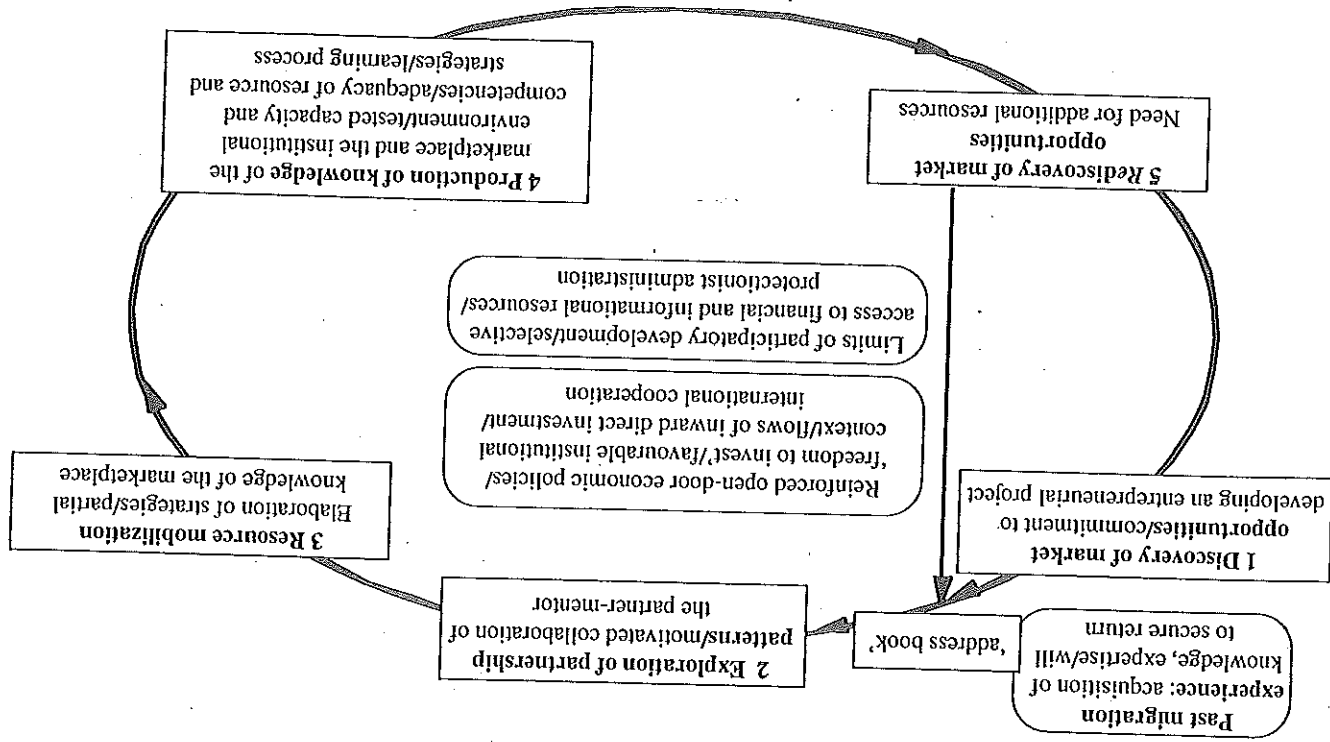 Past migration
experience: acquisition of
knowledge, expertise/will
to secure return
'address book'
1 Discovery of market
opportunities/commitment to
developing an entrepreneurial project
2 Exploration of partnership
patterns/motivated collaboration of
the partner-mentor
3 Resource mobilization
Elaboration of strategies/partial
knowledge of the marketplace
Reinforced open-door economic policies/
'freedom to invest'/favourable institutional
context/flows of inward direct investment/
international cooperation
Limits of participatory development/selective
access to financial and informational resources/
protectionist administration
4 Production of knowledge of the
marketplace and the institutional
environment/tested capacity and
competencies/adequacy of resource and
strategies/learning process
5 Rediscovery of market
opportunities
Need for additional resources